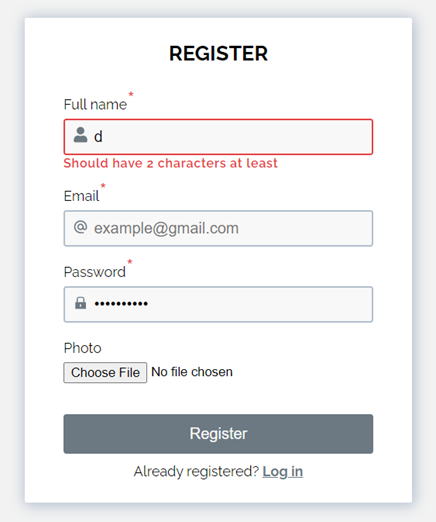 REGISTER
Full name*
d
Should have 2 characters at least
Email*
@ example@gmail.com
Password*
••••••••••
Photo
Choose File No file chosen
Register
Already registered? Log in